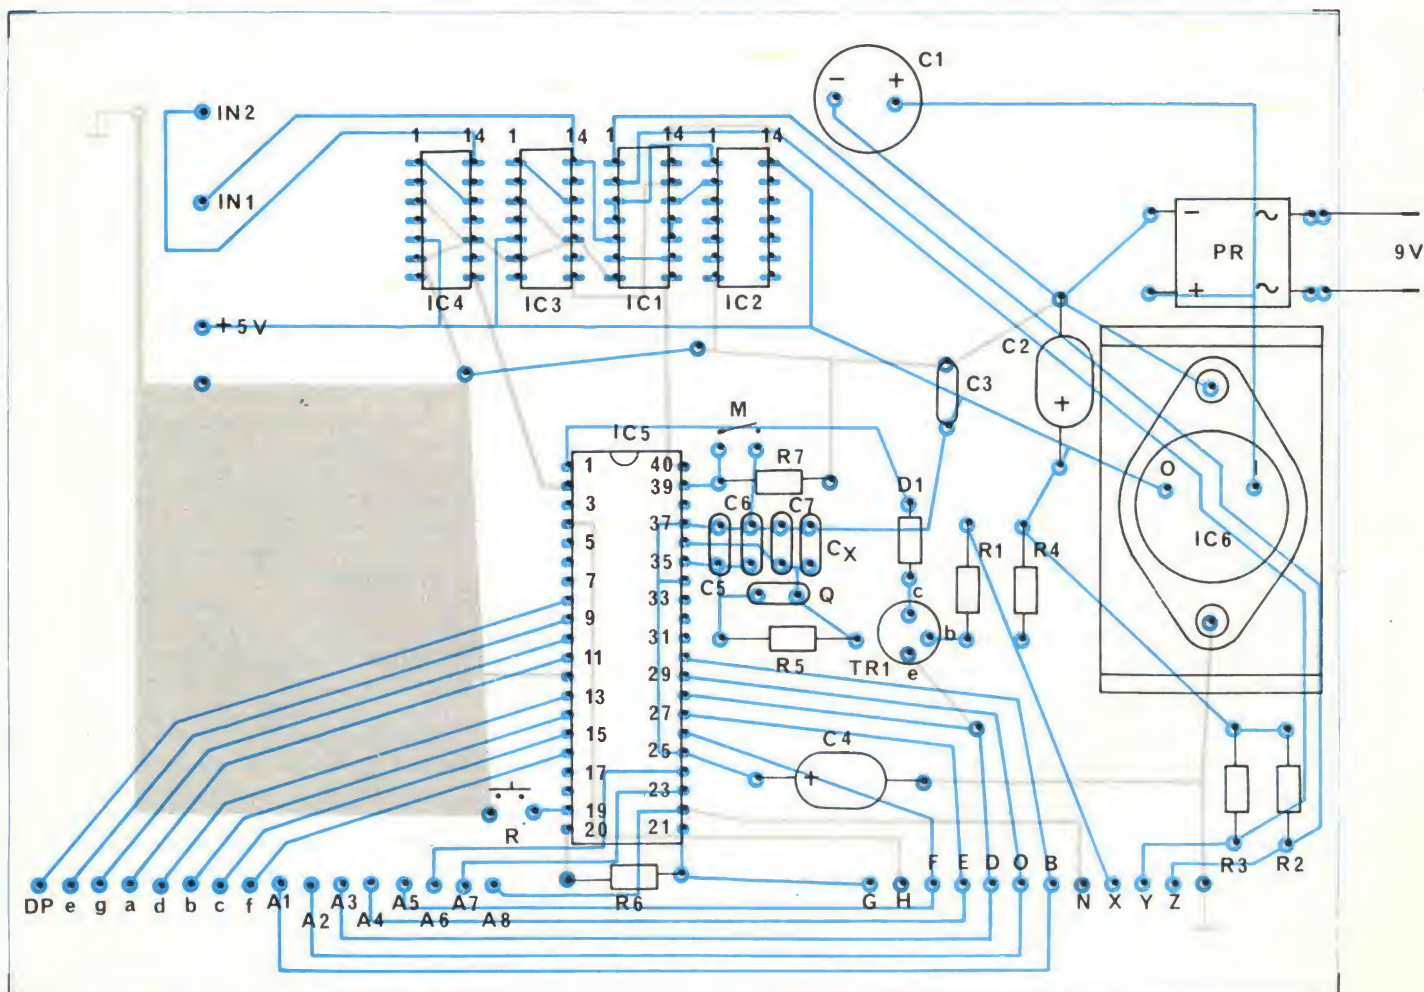 C1
- +
IN2
1 14 1 14 1 14 1 14
IN1
- ~
PR
9V
+ ~
IC4 IC3 IC1 IC2
+5V
C2
C3
+
M
IC5
R7
1 40
39
O I
D1
3
C6 C7
37
IC6
5
R1 R4
35
CX
7
C5 Q
33
c
9
31
b
R5
TR1
11
e
29
13
27
C4
15
25
+
17
23
19
R
20 21
R3 R2
F E D O B
R6
DP e g a d b c f A1 A2 A3 A4 A5 A6 A7 A8
G H N X Y Z